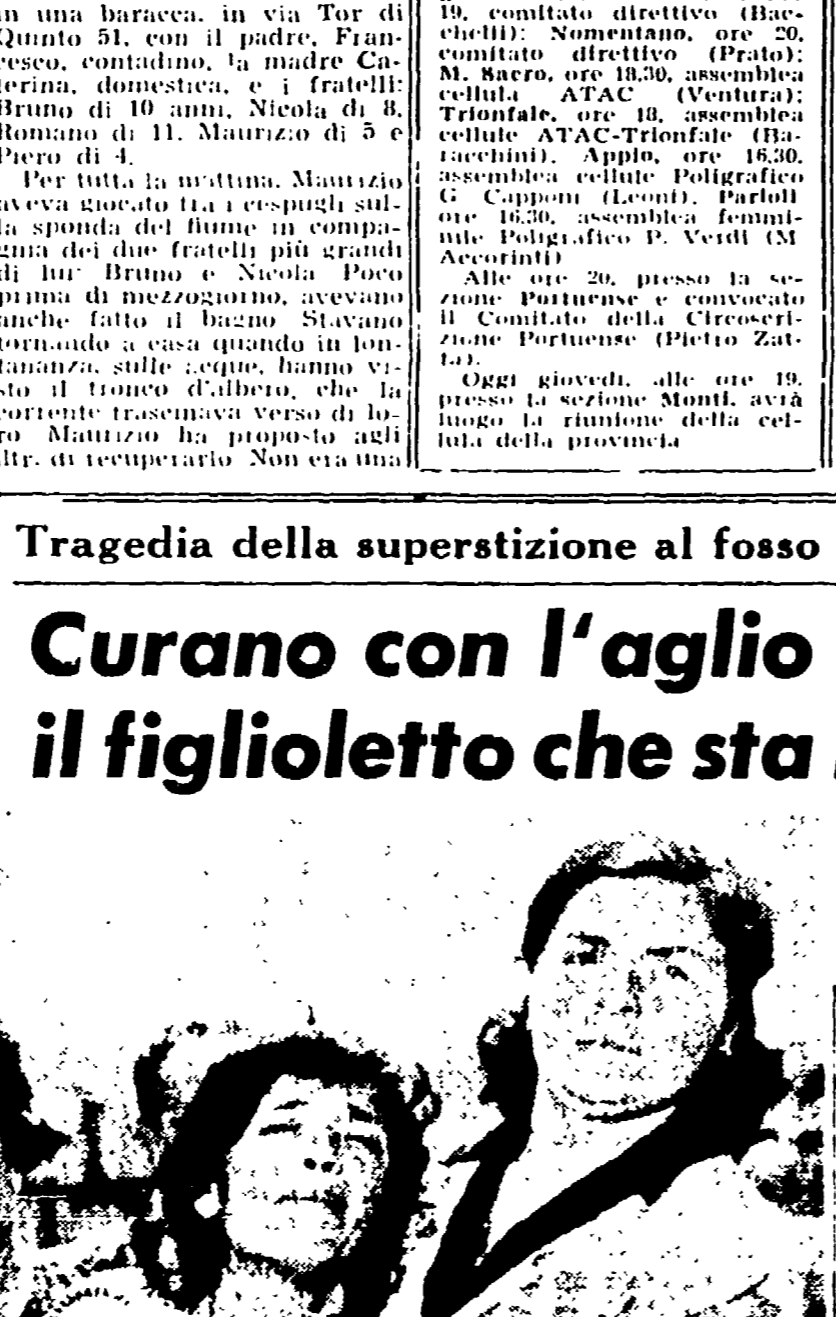 in una baracca, in via Tor di
Quinto 51, con il padre, Fran-
cesco, contadino, la madre Ca-
terina, domestica, e i fratelli:
Bruno di 10 anni, Nicola di 8,
Romano di 11, Maurizio di 5 e
Piero di 4.
Per tutta la mattina, Maurizio
aveva giocato tra i cespugli sul-
la sponda del fiume in compa-
gnia dei due fratelli più grandi
di lui: Bruno e Nicola Poco
prima di mezzogiorno, avevano
anche fatto il bagno Stavano
tornando a casa quando in lon-
tananza, sulle acque, hanno vi-
sto il tronco d'albero, che la
corrente trascinava verso di lo-
ro Maurizio ha proposto agli
altri di recuperarlo Non era una
19, comitato direttivo (Bac-
chelli); Nomentano, ore 20,
comitato direttivo (Prato);
M. Sacro, ore 18.30, assemblea
cellula ATAC (Ventura);
Trionfale, ore 18, assemblea
cellule ATAC-Trionfale (Ba-
racchini). Appio, ore 16.30,
assemblea cellule Poligrafico
G Capponi (Leoni). Parioli
ore 16.30, assemblea femmi-
nile Poligrafico P. Verdi (M
Accorinti)
Alle ore 20, presso la se-
zione Portuense e convocato
il Comitato della Circoscri-
zione Portuense (Pietro Zat-
ta).
Oggi giovedì, alle ore 19,
presso la sezione Monti, avrà
luogo la riunione della cel-
lula della provincia
Tragedia della superstizione al fosso
Curano con l'aglio
il figlioletto che sta